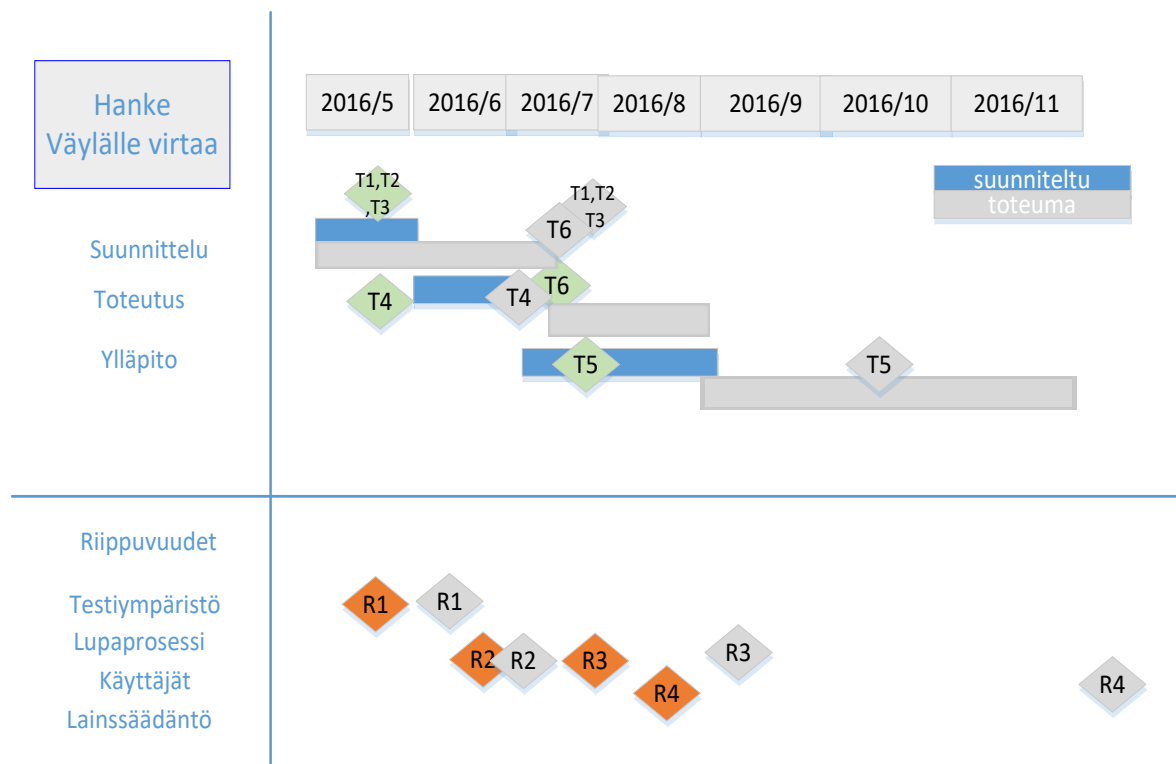 Hanke
Väylälle virtaa
2016/5 2016/6 2016/7 2016/8 2016/9 2016/10 2016/11
suunniteltu
toteuma
T1,T2
,T3
T1,T2
T3
T6
Suunnittelu
T4
T4
T6
Toteutus
Ylläpito
T5
T5
Riippuvuudet
Testiympäristö
R1
R1
Lupaprosessi
R2
R2
R3
R3
Käyttäjät
R4
R4
Lainssäädäntö